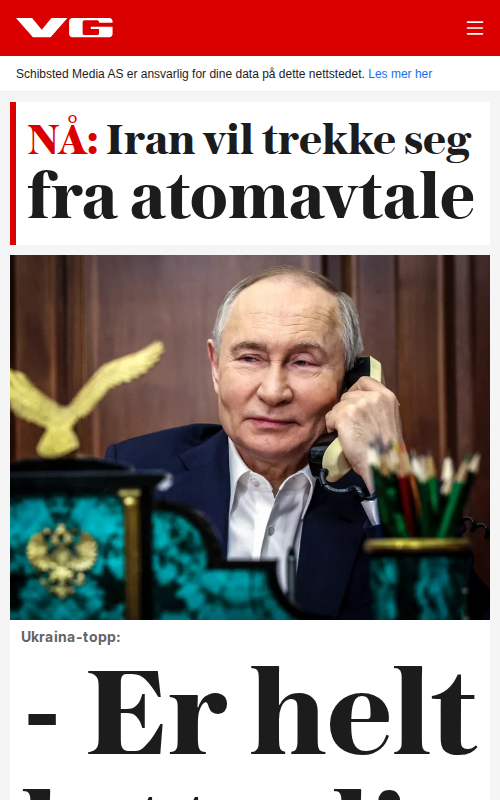 VG
Schibsted Media AS er ansvarlig for dine data på dette nettstedet. Les mer her
NÅ: Iran vil trekke seg
fra atomavtale
Ukraina-topp:
- Er helt